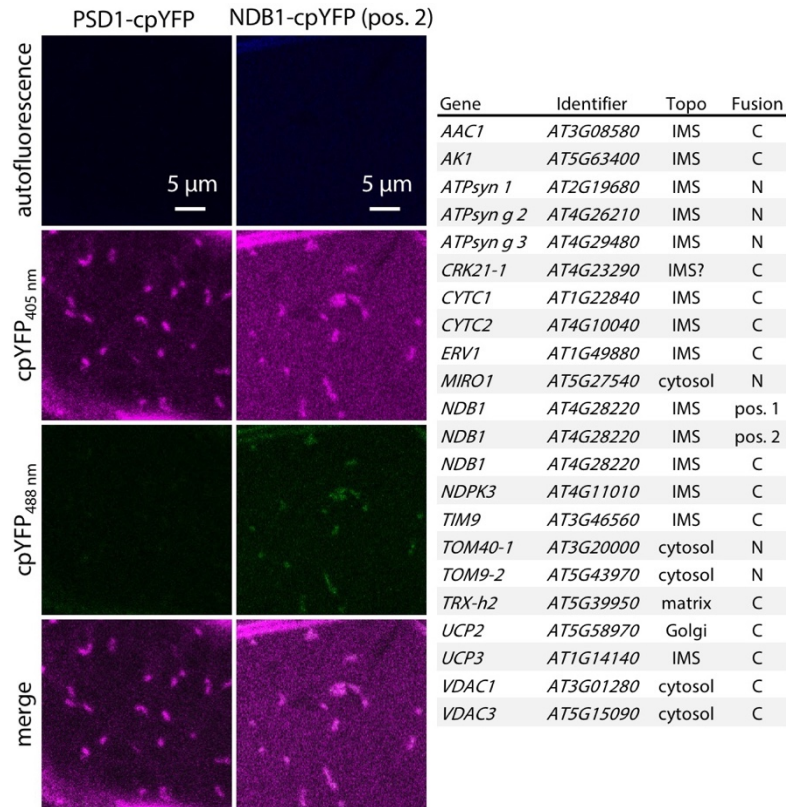 PSD1-cpYFP NDB1-cpYFP (pos. 2)
autofluorescence
5 µm
5 µm
cpYFP405 nm
cpYFP488 nm
merge
Gene Identifier Topo Fusion
AAC1 AT3G08580 IMS C
AK1 AT5G63400 IMS C
ATPsyn 1 AT2G19680 IMS N
ATPsyn g 2 AT4G26210 IMS N
ATPsyn g 3 AT4G29480 IMS N
CRK21-1 AT4G23290 IMS? C
CYTC1 AT1G22840 IMS C
CYTC2 AT4G10040 IMS C
ERV1 AT1G49880 IMS C
MIRO1 AT5G27540 cytosol N
NDB1 AT4G28220 IMS pos. 1
NDB1 AT4G28220 IMS pos. 2
NDB1 AT4G28220 IMS C
NDPK3 AT4G11010 IMS C
TIM9 AT3G46560 IMS C
TOM40-1 AT3G20000 cytosol N
TOM9-2 AT5G43970 cytosol N
TRX-h2 AT5G39950 matrix C
UCP2 AT5G58970 Golgi C
UCP3 AT1G14140 IMS C
VDAC1 AT3G01280 cytosol C
VDAC3 AT5G15090 cytosol C